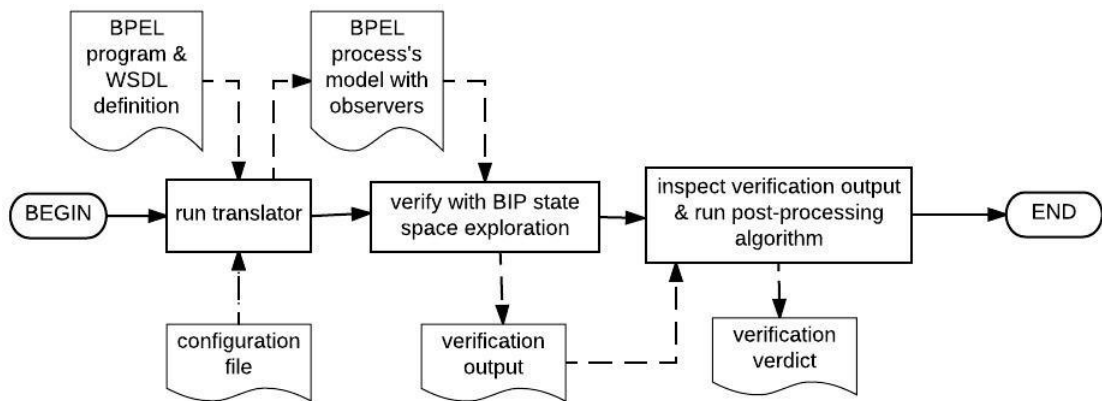 BPEL
program &
WSDL
definition
BPEL
process's
model with
observers
BEGIN
run translator
verify with BIP state
space exploration
inspect verification output
& run post-processing
algorithm
END
configuration
file
verification
output
verification
verdict